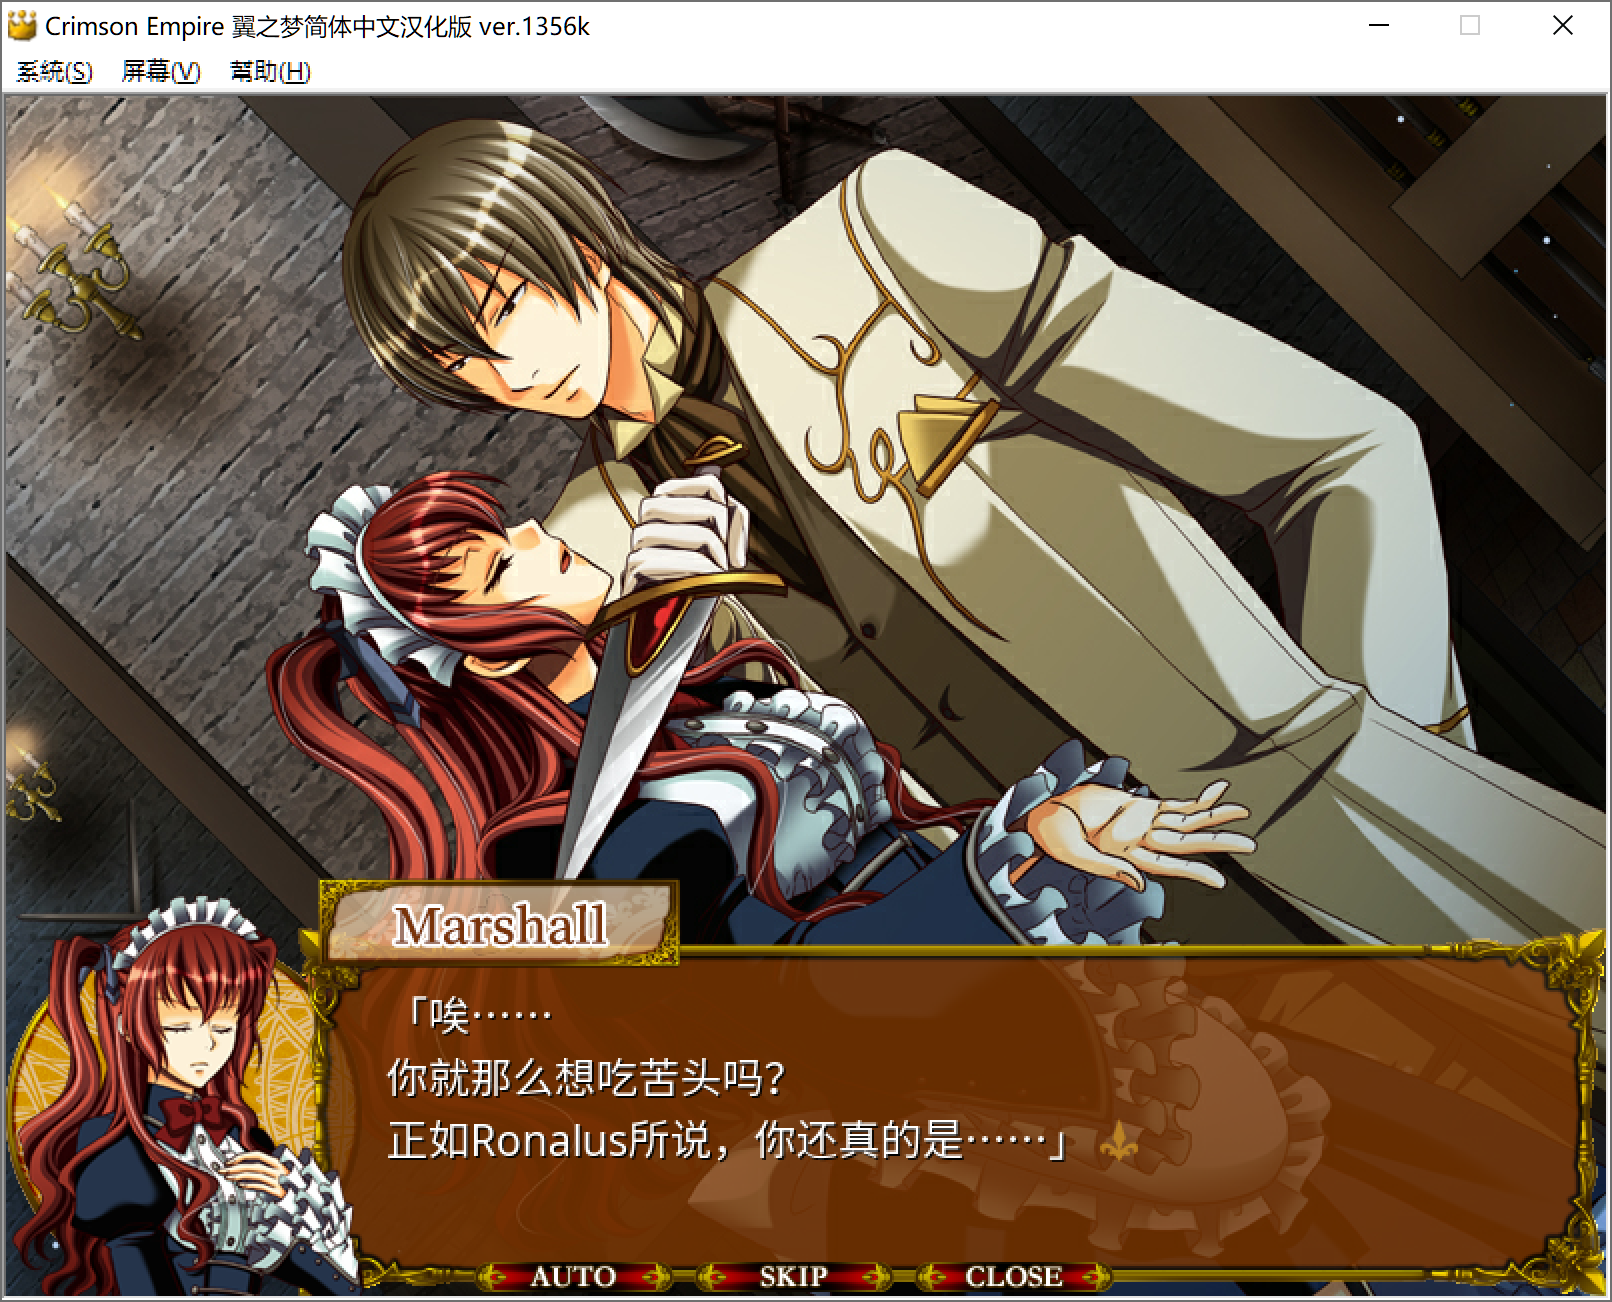 Crimson Empire 翼之梦简体中文汉化版 ver.1356k
系統(S) 屏幕(V) 幫助(H)
Marshall
「唉……
你就那么想吃苦头吗？
正如Ronalus所说，你还真的是……」
AUTO SKIP CLOSE